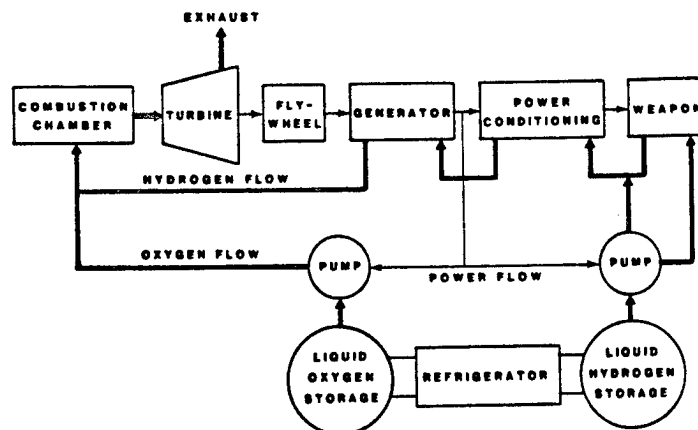 EXHAUST
COMBUSTION
CHAMBER
TURBINE
FLY-
WHEEL
GENERATOR
POWER
CONDITIONING
WEAPON
HYDROGEN FLOW
OXYGEN FLOW
PUMP
POWER FLOW
PUMP
LIQUID
OXYGEN
STORAGE
REFRIGERATOR
LIQUID
HYDROGEN
STORAGE